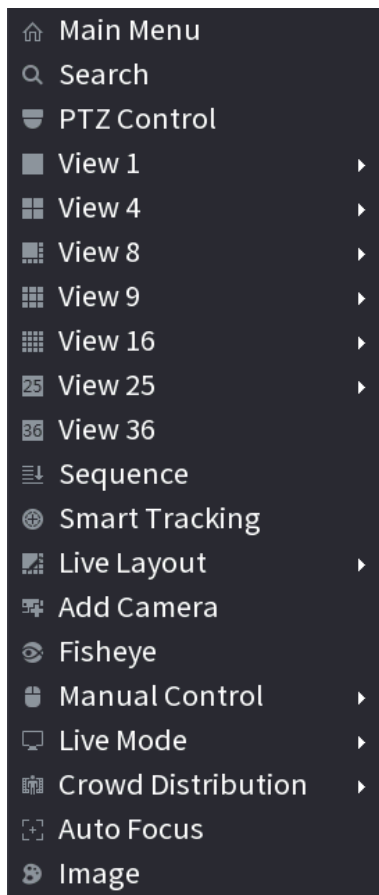 Main Menu
Search
PTZ Control
View 1
View 4
View 8
View 9
View 16
25 View 25
36 View 36
Sequence
Smart Tracking
Live Layout
Add Camera
Fisheye
Manual Control
Live Mode
Crowd Distribution
Auto Focus
Image